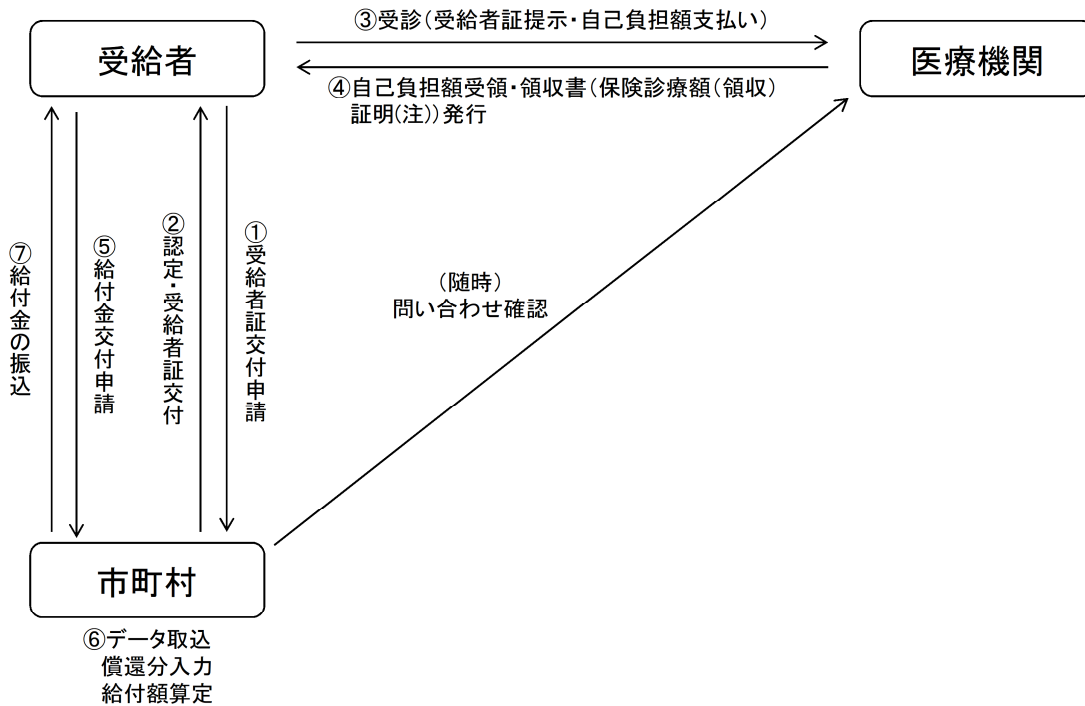 ③受診(受給者証提示・自己負担額支払い)
受給者
医療機関
④自己負担額受領・領収書(保険診療額(領収)
証明(注))発行
⑦給付金の振込
⑤給付金交付申請
②認定・受給者証交付
①受給者証交付申請
(随時)
問い合わせ確認
市町村
⑥データ取込
償還分入力
給付額算定